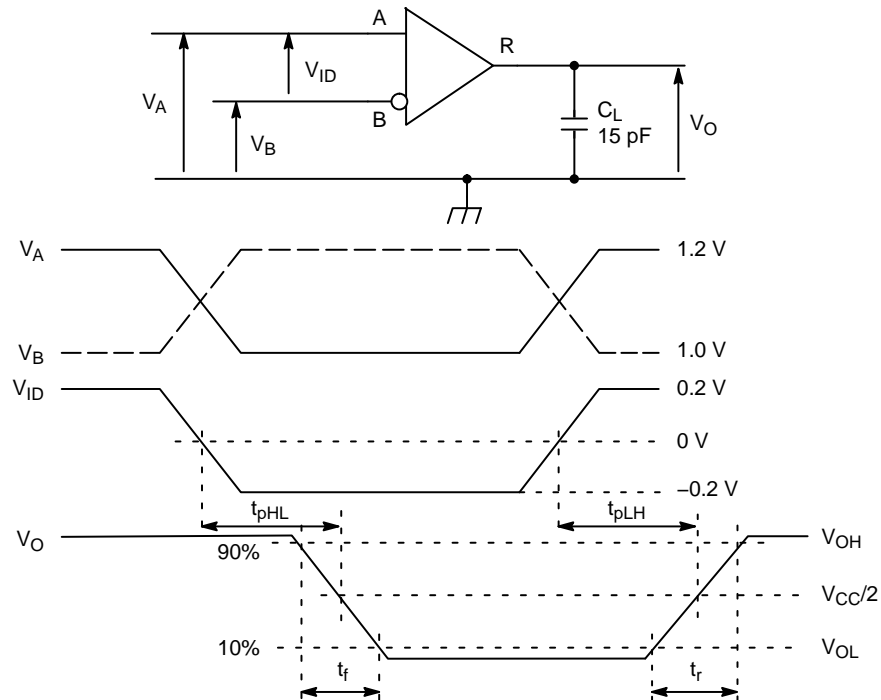 A
R
V_ID
V_A
B
V_B
C_L
15 pF
V_O
V_A
1.2 V
V_B
1.0 V
V_ID
0.2 V
0 V
–0.2 V
t_pHL
t_pLH
V_O
90%
V_OH
V_CC/2
10%
V_OL
t_f
t_r